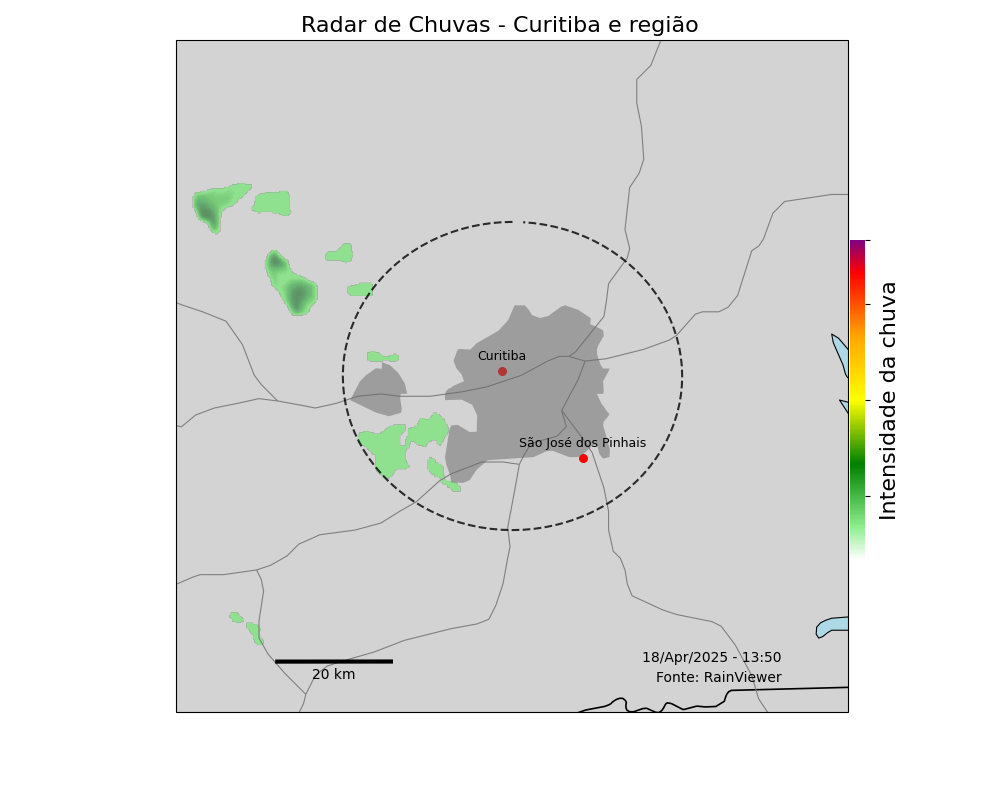 Radar de Chuvas - Curitiba e região
Curitiba
São José dos Pinhais
Intensidade da chuva
18/Apr/2025 - 13:50
20 km
Fonte: RainViewer